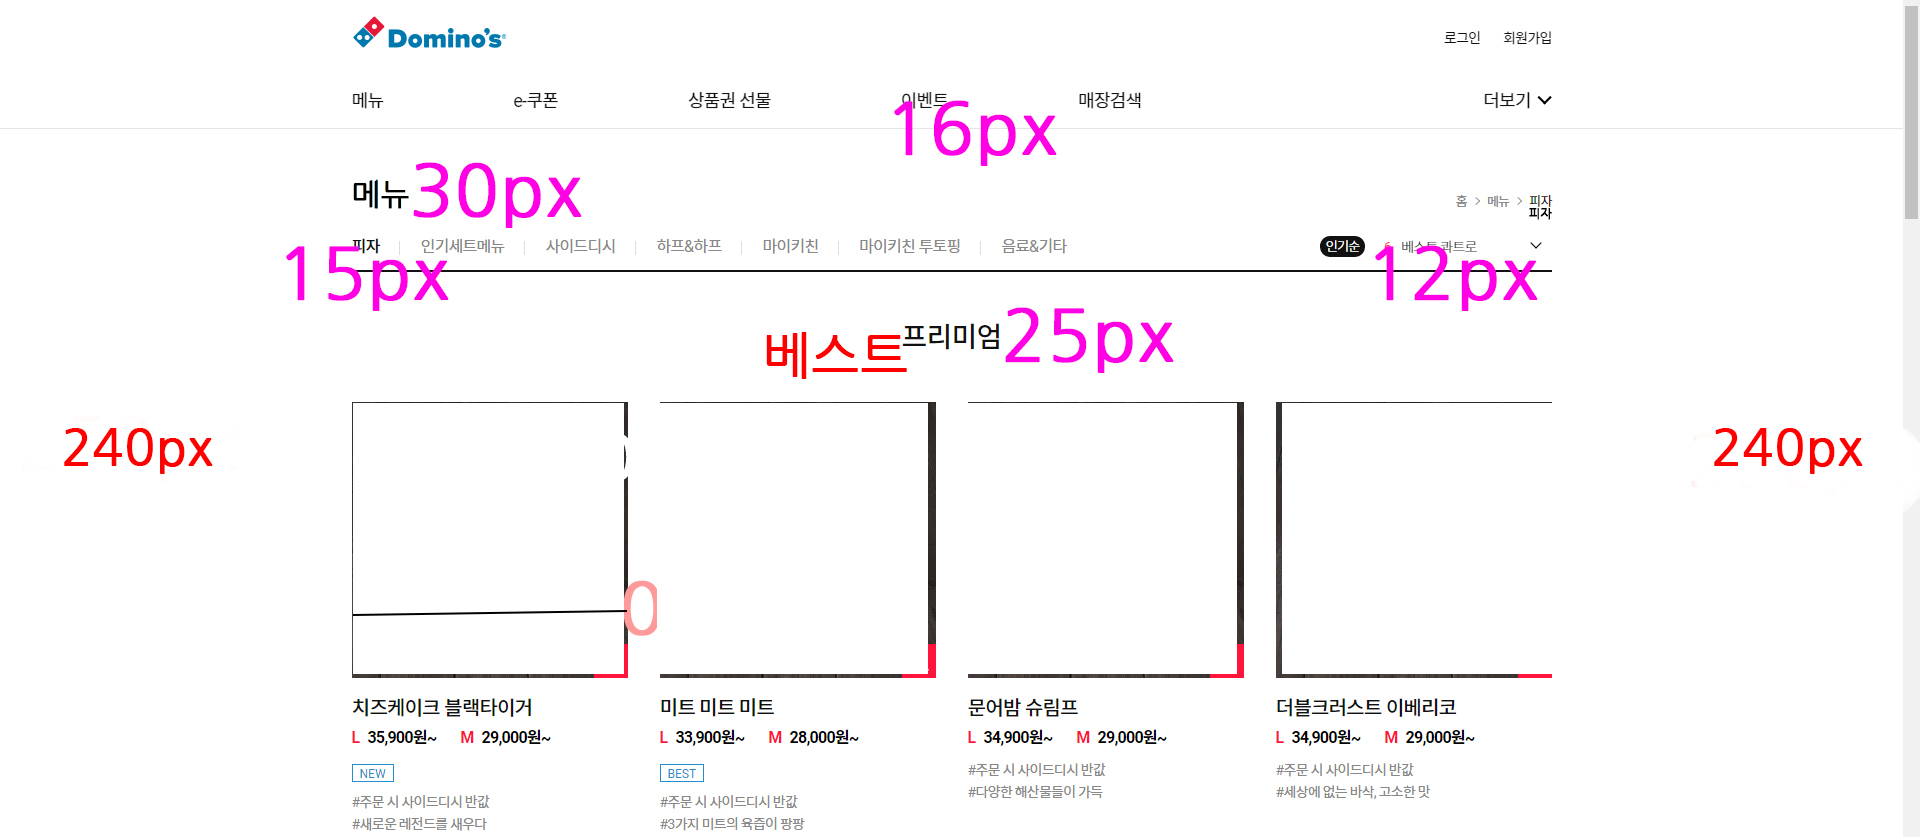 Domino's
로그인 회원가입
메뉴 e-쿠폰 상품권 선물 이벤트 매장검색 더보기
16px
메뉴 30px
홈 > 메뉴 > 피자
피자
피자 인기세트메뉴 사이드디시 하프&하프 마이키친 마이키친 투토핑 음료&기타 인기순 6 베스트 콰트로
15px 12px
베스트 프리미엄 25px
240px 240px
0
치즈케이크 블랙타이거 미트 미트 미트 문어밤 슈림프 더블크러스트 이베리코
L 35,900원~ M 29,000원~ L 33,900원~ M 28,000원~ L 34,900원~ M 29,000원~ L 34,900원~ M 29,000원~
NEW BEST #주문 시 사이드디시 반값 #주문 시 사이드디시 반값
#다양한 해산물들이 가득 #세상에 없는 바삭, 고소한 맛
#주문 시 사이드디시 반값 #주문 시 사이드디시 반값
#새로운 레전드를 새우다 #3가지 미트의 육즙이 팡팡